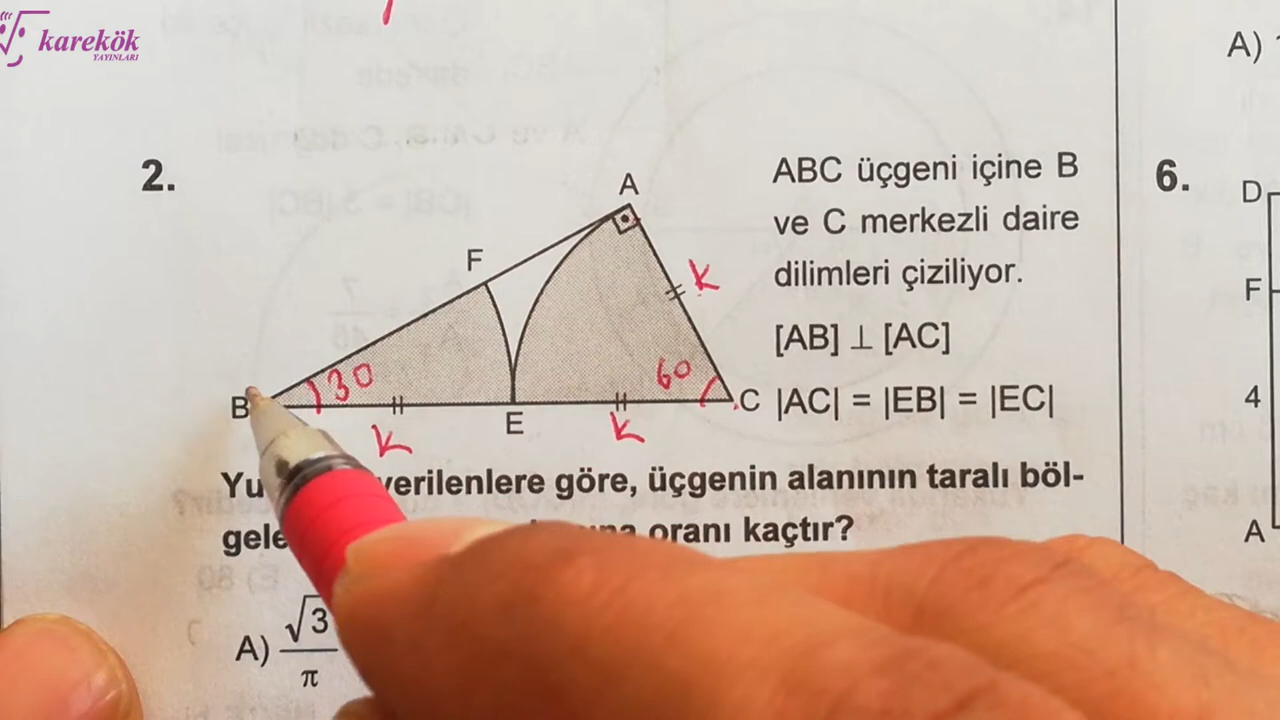 karekök
YAYINLARI
2.
A
F
B
E
C
30
60
K
K
K
ABC üçgeni içine B
ve C merkezli daire
dilimleri çiziliyor.
[AB] ⊥ [AC]
|AC| = |EB| = |EC|
verilenlere göre, üçgenin alanının taralı böl-
oranı kaçtır?
A) √3/π
A)
6.
D
F
4
A